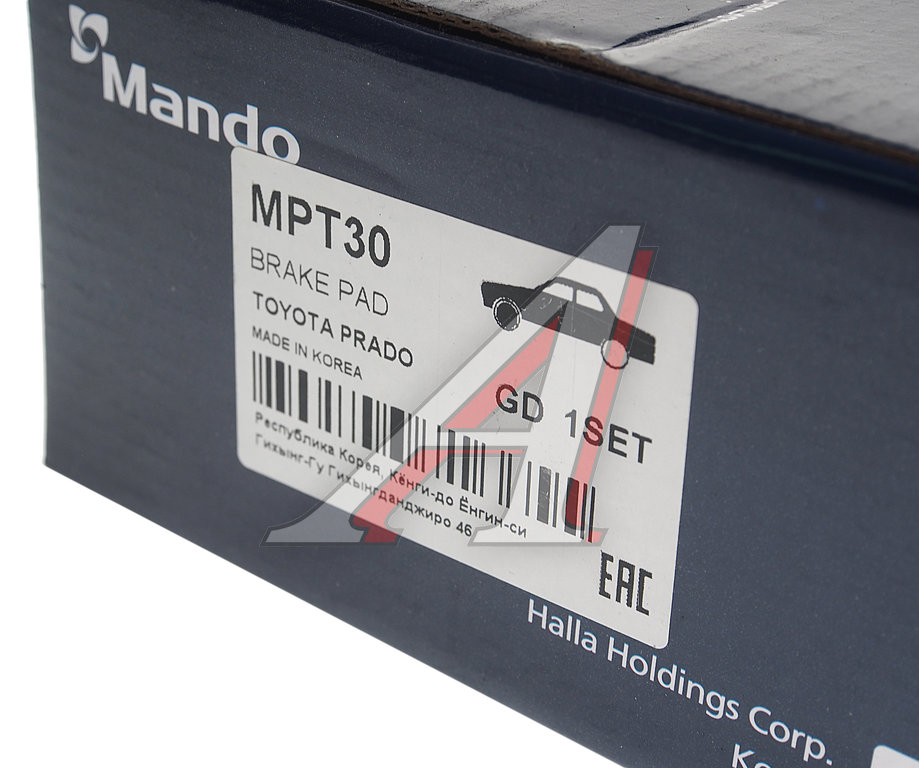 Mando
MPT30
BRAKE PAD
TOYOTA PRADO
MADE IN KOREA
GD 1SET
Республика Корея, Кёнги-до Ёнгин-си
Гихынг-Гу Гихынгданджиро 46
EAC
Halla Holdings Corp.